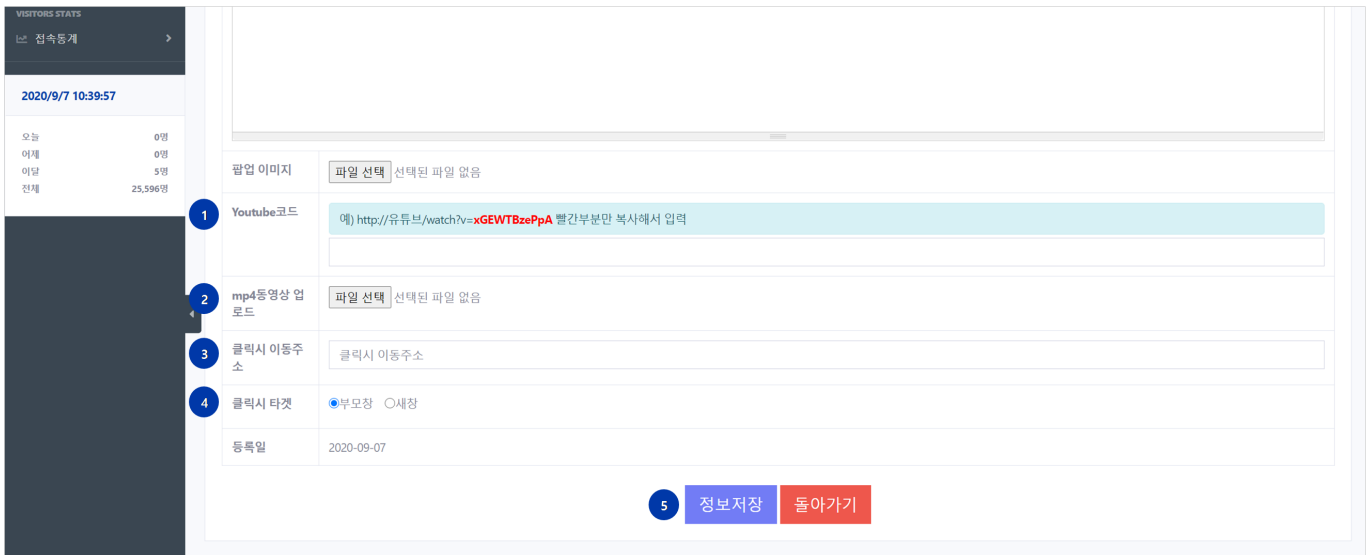 VISITORS STATS
접속통계
2020/9/7 10:39:57
오늘 0명
어제 0명
이달 5명
전체 25,596명
팝업 이미지 파일 선택 선택된 파일 없음
1 Youtube코드 예) http://유튜브/watch?v=xGEWTBzePpA 빨간부분만 복사해서 입력
2 mp4동영상 업 파일 선택 선택된 파일 없음
로드
3 클릭시 이동주 클릭시 이동주소
소
4 클릭시 타겟 부모창 새창
등록일 2020-09-07
5 정보저장 돌아가기